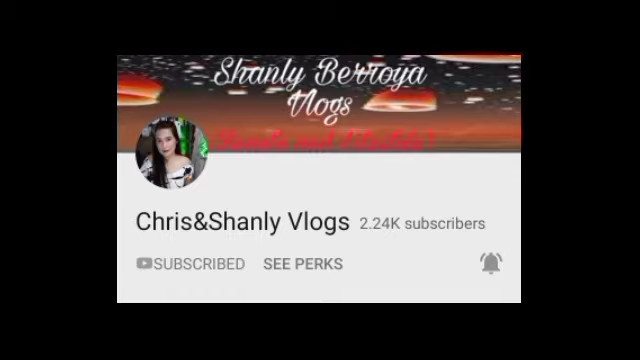 Shanly Berroya
Vlogs
Chris&Shanly Vlogs 2.24K subscribers
SUBSCRIBED SEE PERKS